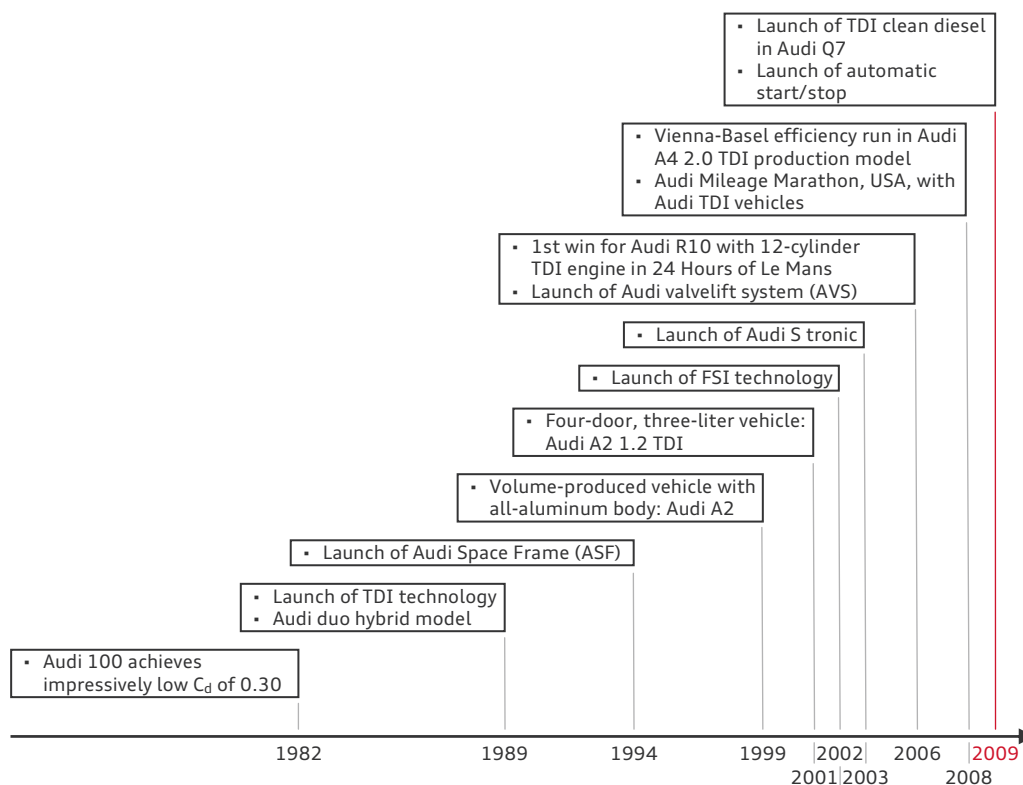 ▪ Launch of TDI clean diesel
in Audi Q7
▪ Launch of automatic
start/stop
▪ Vienna-Basel efficiency run in Audi
A4 2.0 TDI production model
▪ Audi Mileage Marathon, USA, with
Audi TDI vehicles
▪ 1st win for Audi R10 with 12-cylinder
TDI engine in 24 Hours of Le Mans
▪ Launch of Audi valvelift system (AVS)
▪ Launch of Audi S tronic
▪ Launch of FSI technology
▪ Four-door, three-liter vehicle:
Audi A2 1.2 TDI
▪ Volume-produced vehicle with
all-aluminum body: Audi A2
▪ Launch of Audi Space Frame (ASF)
▪ Launch of TDI technology
▪ Audi duo hybrid model
▪ Audi 100 achieves
impressively low Cd of 0.30
1982 1989 1994 1999 2002 2006 2009
2001 2003 2008